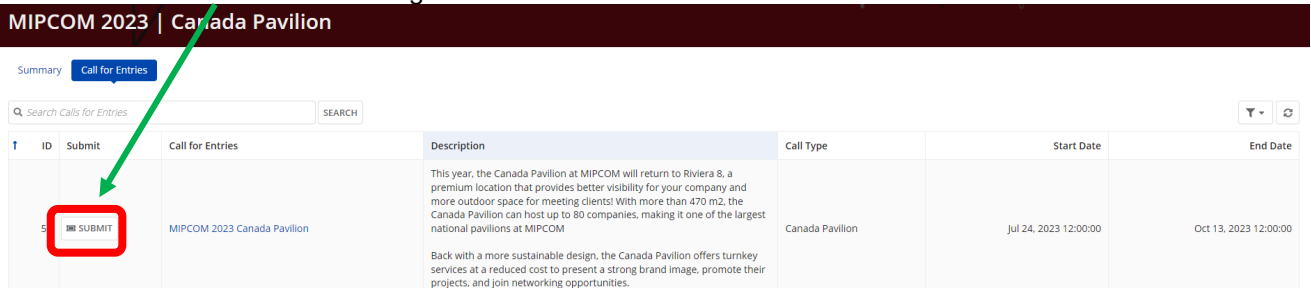 MIPCOM 2023 | Canada Pavilion
Summary Call for Entries
Search Calls for Entries SEARCH
ID Submit Call for Entries Description Call Type Start Date End Date
This year, the Canada Pavilion at MIPCOM will return to Riviera 8, a
premium location that provides better visibility for your company and
more outdoor space for meeting clients! With more than 470 m2, the
Canada Pavilion can host up to 80 companies, making it one of the largest
5 SUBMIT MIPCOM 2023 Canada Pavilion national pavilions at MIPCOM Canada Pavilion Jul 24, 2023 12:00:00 Oct 13, 2023 12:00:00
Back with a more sustainable design, the Canada Pavilion offers turnkey
services at a reduced cost to present a strong brand image, promote their
projects, and join networking opportunities.